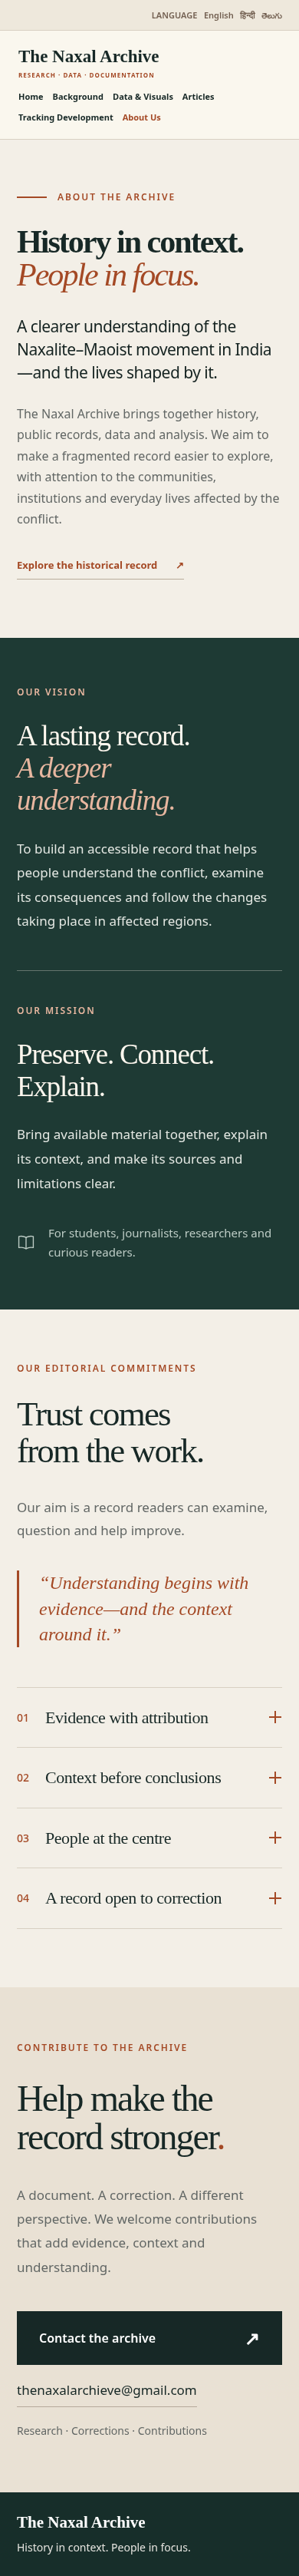 LANGUAGE English हिन्दी తెలుగు
The Naxal Archive
RESEARCH · DATA · DOCUMENTATION
Home Background Data & Visuals Articles
Tracking Development About Us
ABOUT THE ARCHIVE
History in context.
People in focus.
A clearer understanding of the
Naxalite–Maoist movement in India
—and the lives shaped by it.
The Naxal Archive brings together history,
public records, data and analysis. We aim to
make a fragmented record easier to explore,
with attention to the communities,
institutions and everyday lives affected by the
conflict.
Explore the historical record ↗
OUR VISION
A lasting record.
A deeper
understanding.
To build an accessible record that helps
people understand the conflict, examine
its consequences and follow the changes
taking place in affected regions.
OUR MISSION
Preserve. Connect.
Explain.
Bring available material together, explain
its context, and make its sources and
limitations clear.
For students, journalists, researchers and
curious readers.
OUR EDITORIAL COMMITMENTS
Trust comes
from the work.
Our aim is a record readers can examine,
question and help improve.
“Understanding begins with
evidence—and the context
around it.”
01 Evidence with attribution
02 Context before conclusions
03 People at the centre
04 A record open to correction
CONTRIBUTE TO THE ARCHIVE
Help make the
record stronger.
A document. A correction. A different
perspective. We welcome contributions
that add evidence, context and
understanding.
Contact the archive ↗
thenaxalarchieve@gmail.com
Research · Corrections · Contributions
The Naxal Archive
History in context. People in focus.